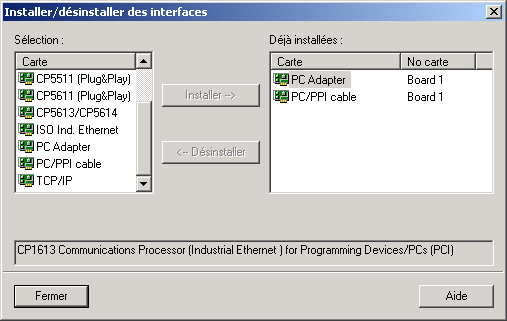 Installer/désinstaller des interfaces
Sélection :
Carte
CP5511 (Plug&Play)
CP5611 (Plug&Play)
CP5613/CP5614
ISO Ind. Ethernet
PC Adapter
PC/PPI cable
TCP/IP
Installer -->
<-- Désinstaller
Déjà installées :
Carte No carte
PC Adapter Board 1
PC/PPI cable Board 1
CP1613 Communications Processor (Industrial Ethernet ) for Programming Devices/PCs (PCI)
Fermer Aide